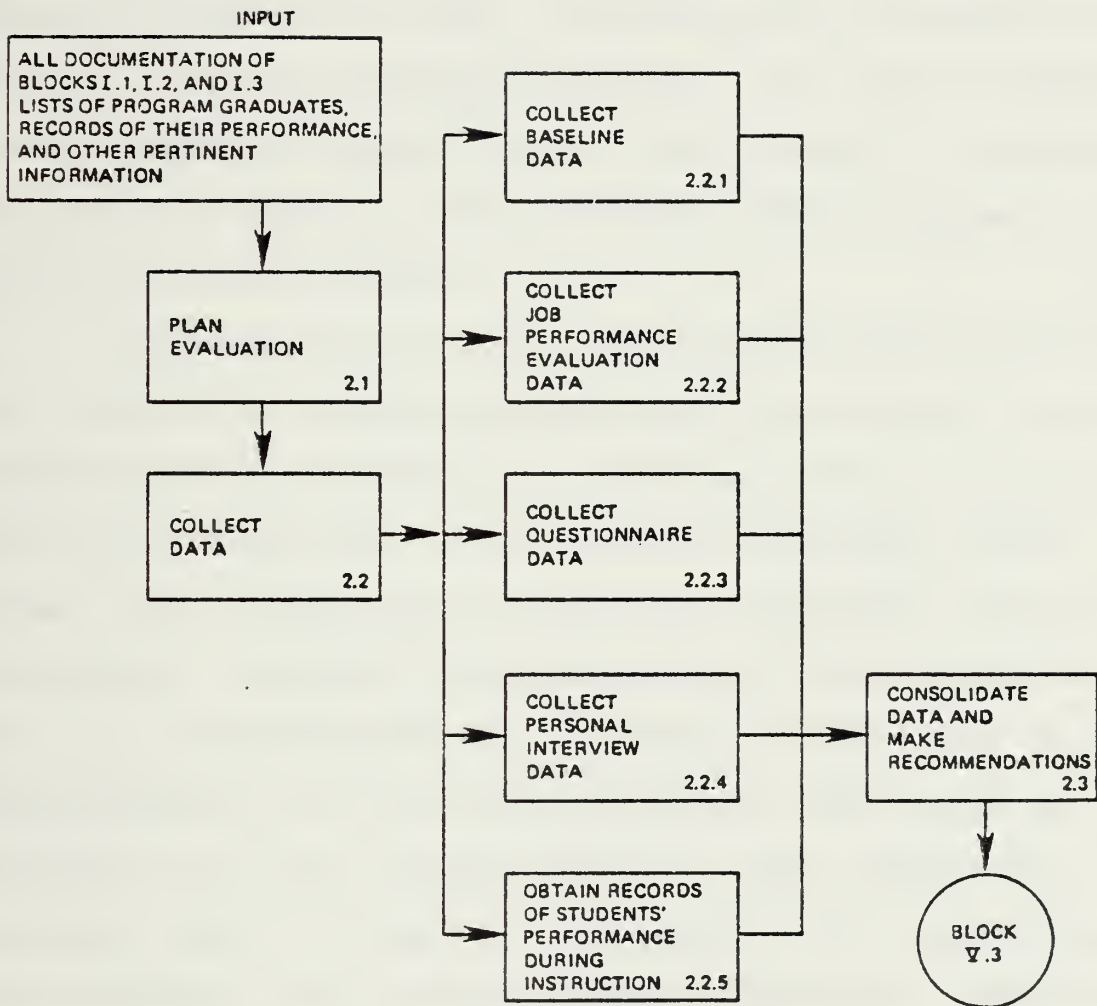 INPUT
ALL DOCUMENTATION OF
BLOCKS I.1, I.2, AND I.3
LISTS OF PROGRAM GRADUATES,
RECORDS OF THEIR PERFORMANCE,
AND OTHER PERTINENT
INFORMATION
PLAN
EVALUATION
2.1
COLLECT
DATA
2.2
COLLECT
BASELINE
DATA
2.2.1
COLLECT
JOB
PERFORMANCE
EVALUATION
DATA
2.2.2
COLLECT
QUESTIONNAIRE
DATA
2.2.3
COLLECT
PERSONAL
INTERVIEW
DATA
2.2.4
OBTAIN RECORDS
OF STUDENTS'
PERFORMANCE
DURING
INSTRUCTION 2.2.5
CONSOLIDATE
DATA AND
MAKE
RECOMMENDATIONS
2.3
BLOCK
V.3